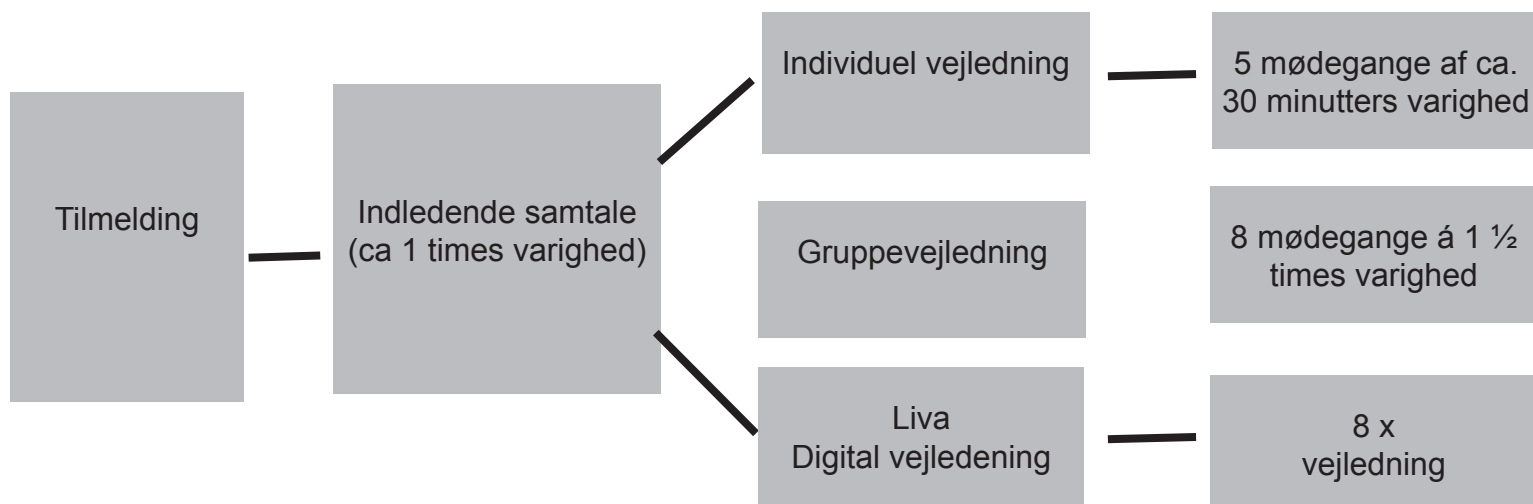 Tilmelding
Indledende samtale
(ca 1 times varighed)
Individuel vejledning
5 mødegange af ca.
30 minutters varighed
Gruppevejledning
8 mødegange á 1 ½
times varighed
Liva
Digital vejledening
8 x
vejledning